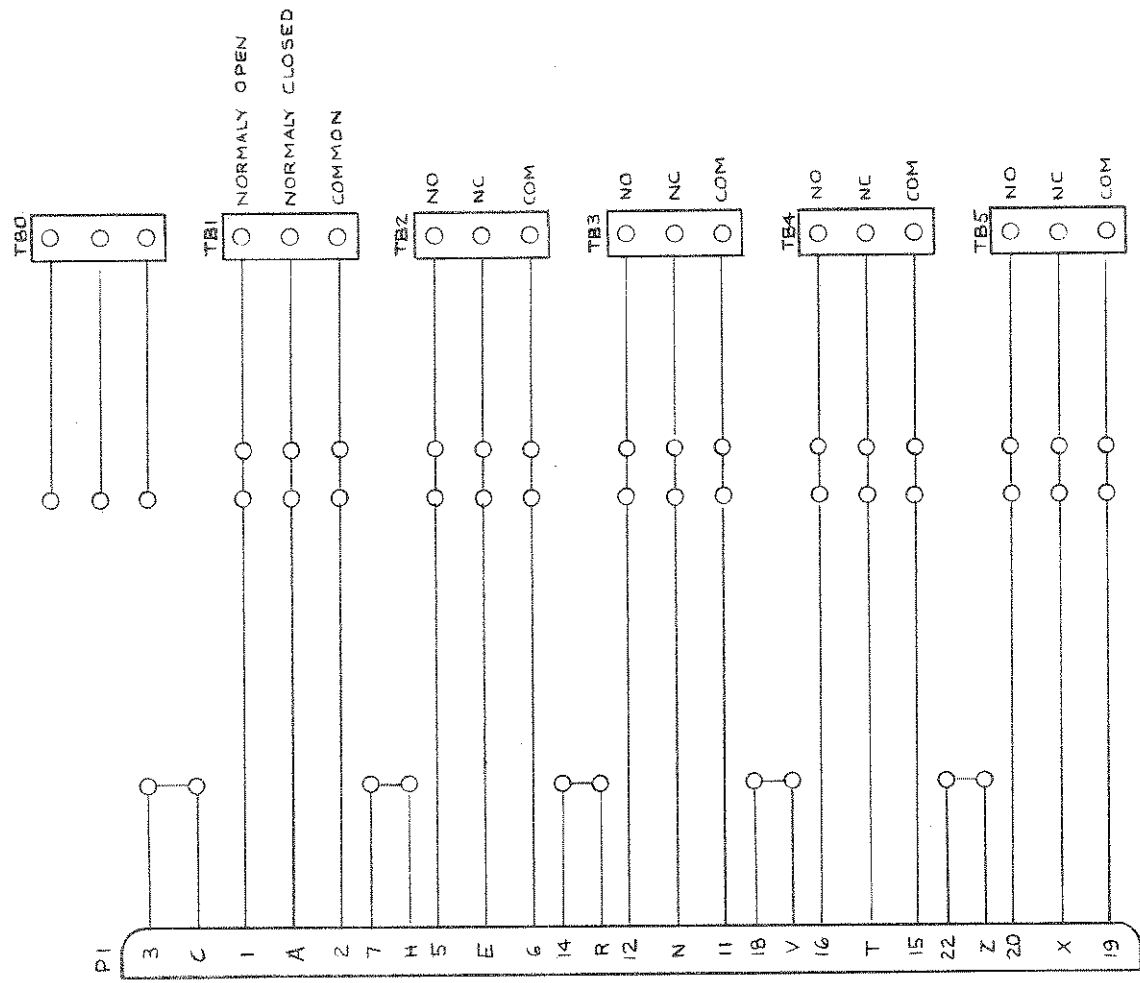 TB0
TB1
NORMALY OPEN
NORMALY CLOSED
COMMON
TB2
NO
NC
COM
TB3
NO
NC
COM
TB4
NO
NC
COM
TB5
NO
NC
COM
P1
3
C
1
A
2
7
H
5
E
6
14
R
12
N
11
18
V
16
T
15
22
Z
20
X
19